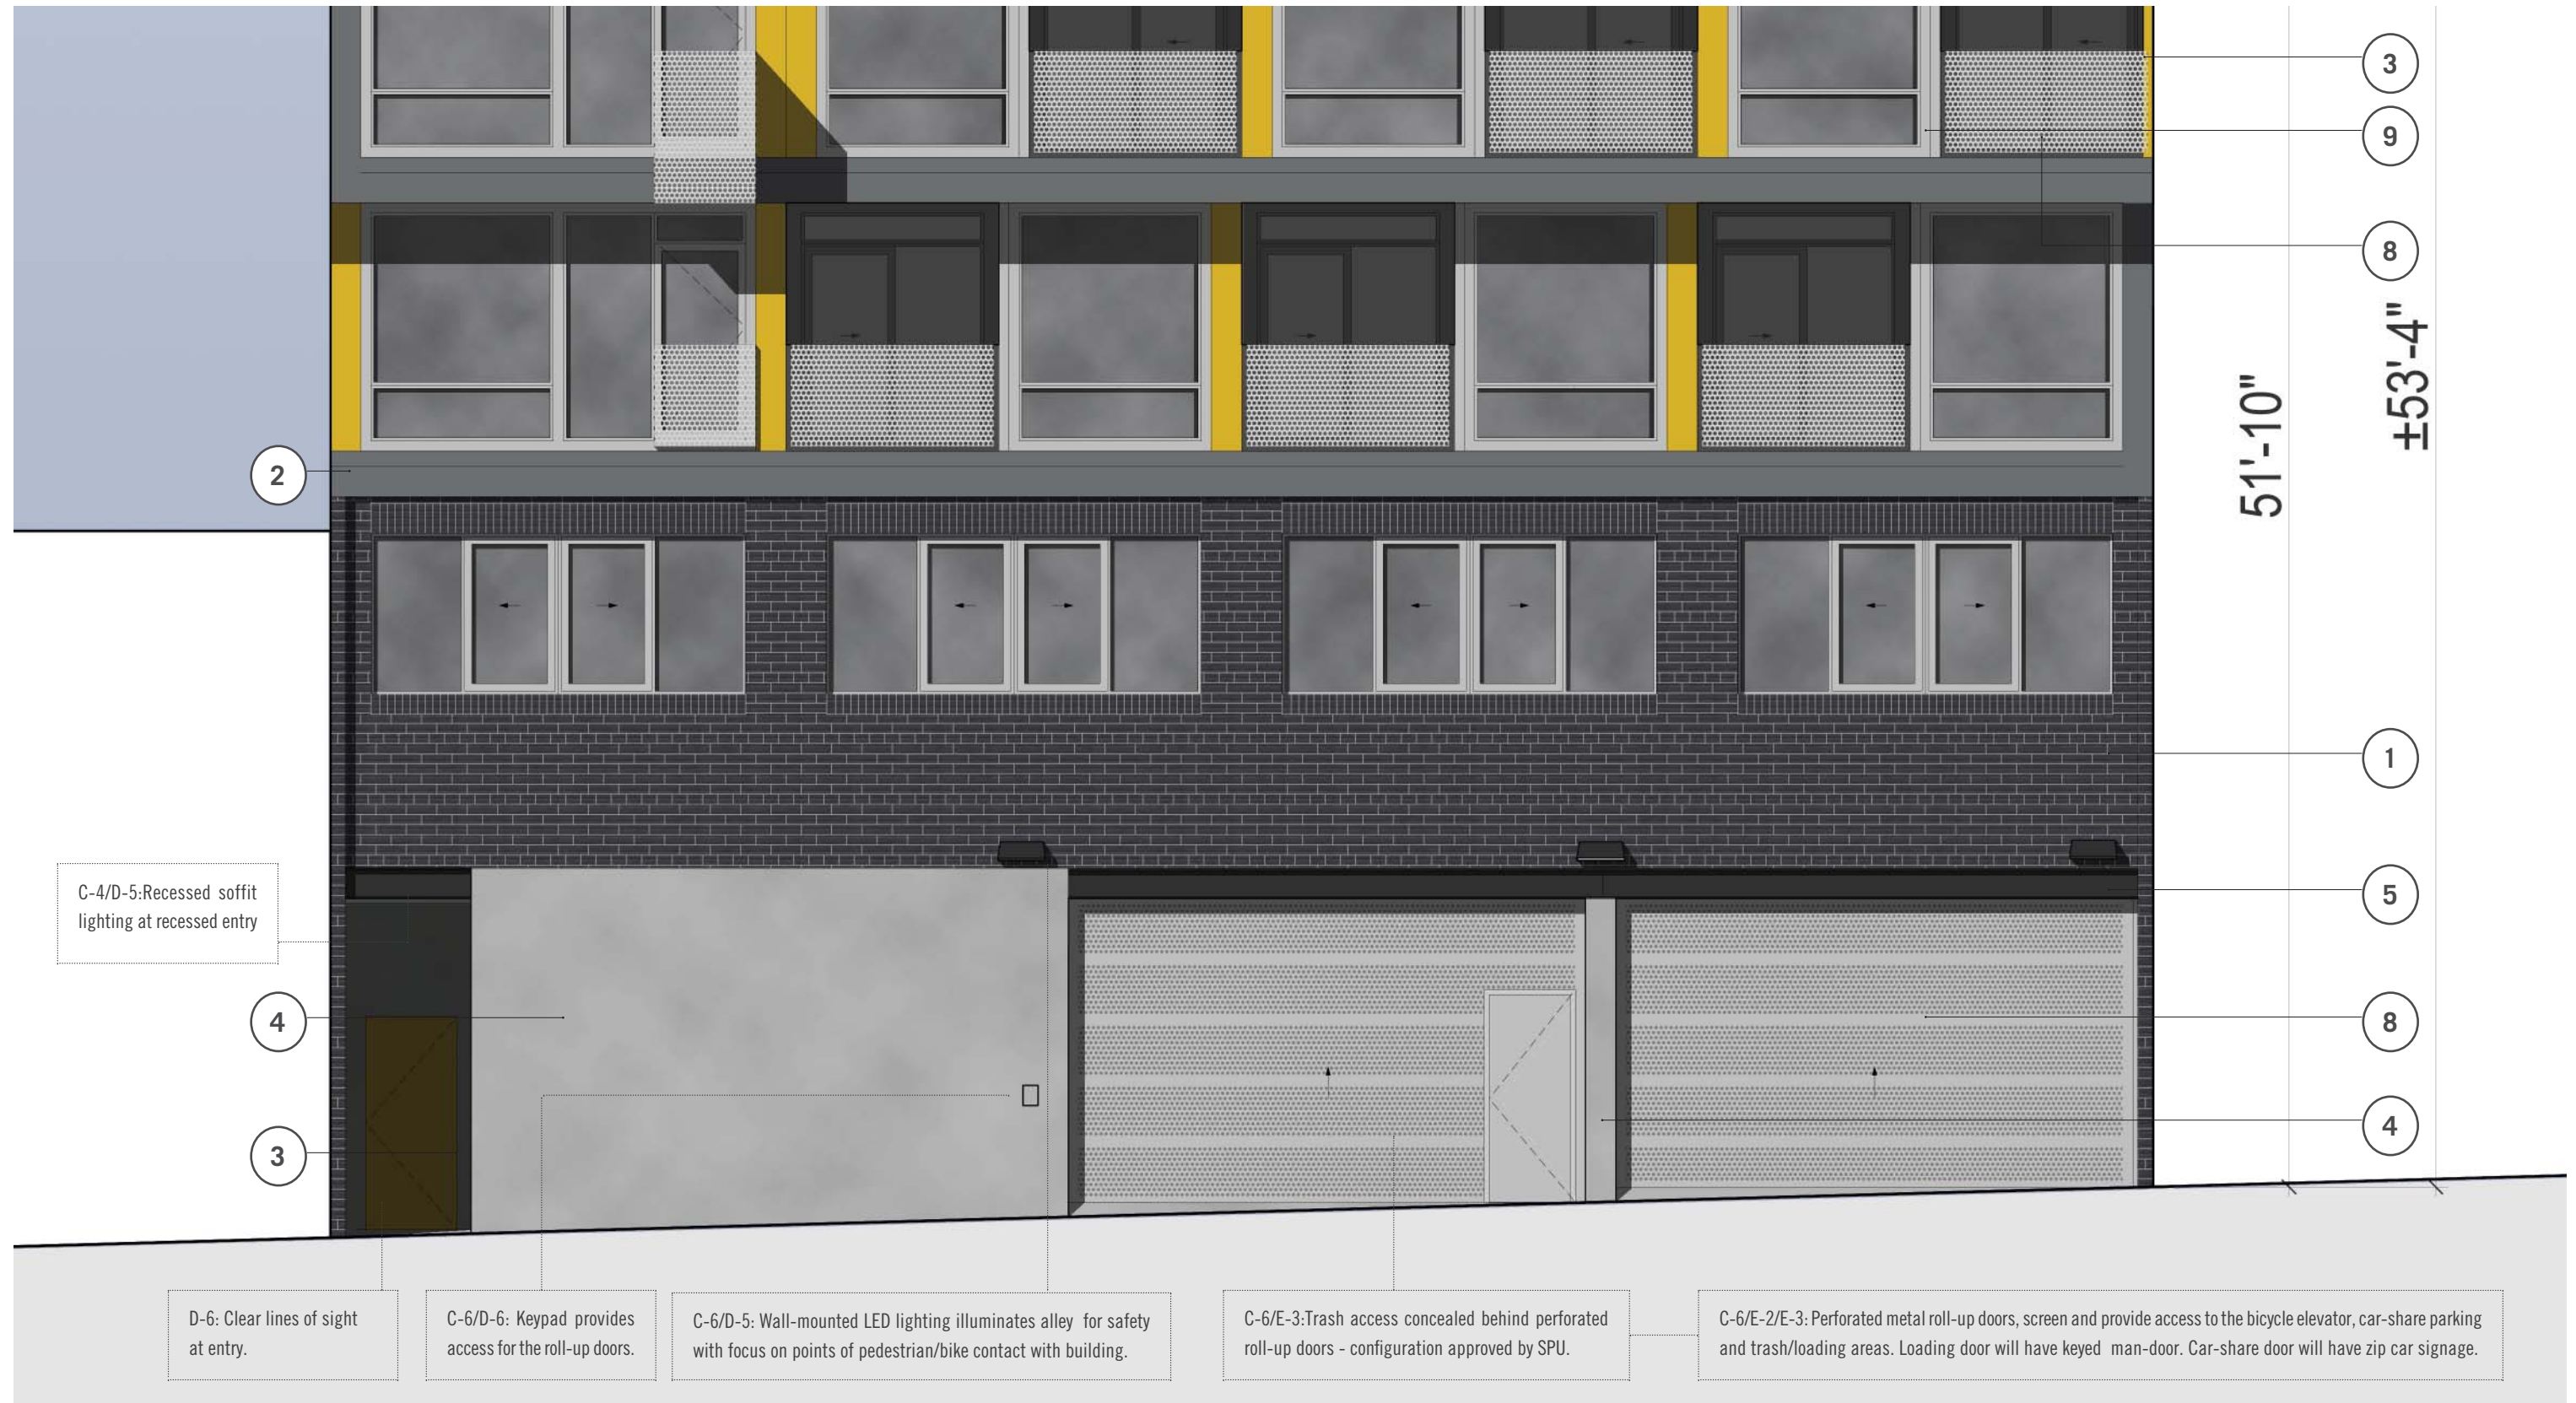 3
9
8
±53'-4"
51'-10"
2
1
C-4/D-5:Recessed soffit
lighting at recessed entry
5
4
8
4
3
D-6: Clear lines of sight
at entry.
C-6/D-6: Keypad provides
access for the roll-up doors.
C-6/D-5: Wall-mounted LED lighting illuminates alley for safety
with focus on points of pedestrian/bike contact with building.
C-6/E-3:Trash access concealed behind perforated
roll-up doors - configuration approved by SPU.
C-6/E-2/E-3: Perforated metal roll-up doors, screen and provide access to the bicycle elevator, car-share parking
and trash/loading areas. Loading door will have keyed man-door. Car-share door will have zip car signage.